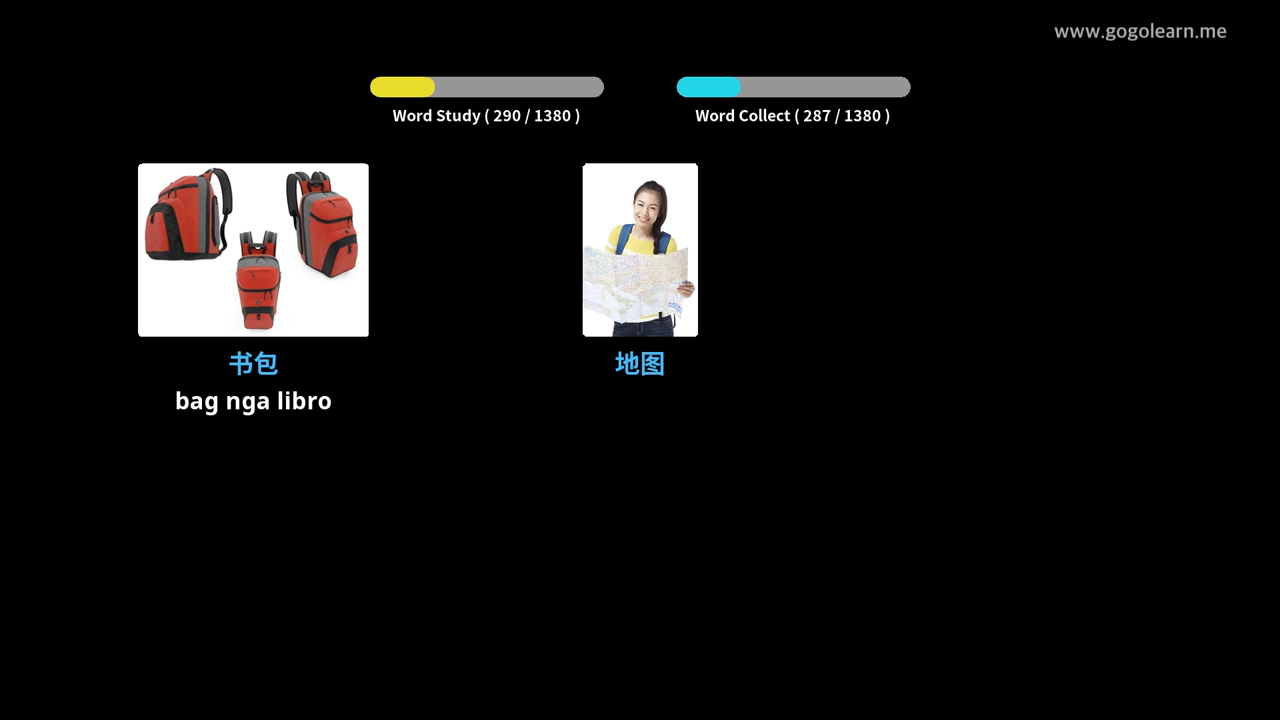 www.gogolearn.me
Word Study ( 290 / 1380 )
Word Collect ( 287 / 1380 )
书包
bag nga libro
地图